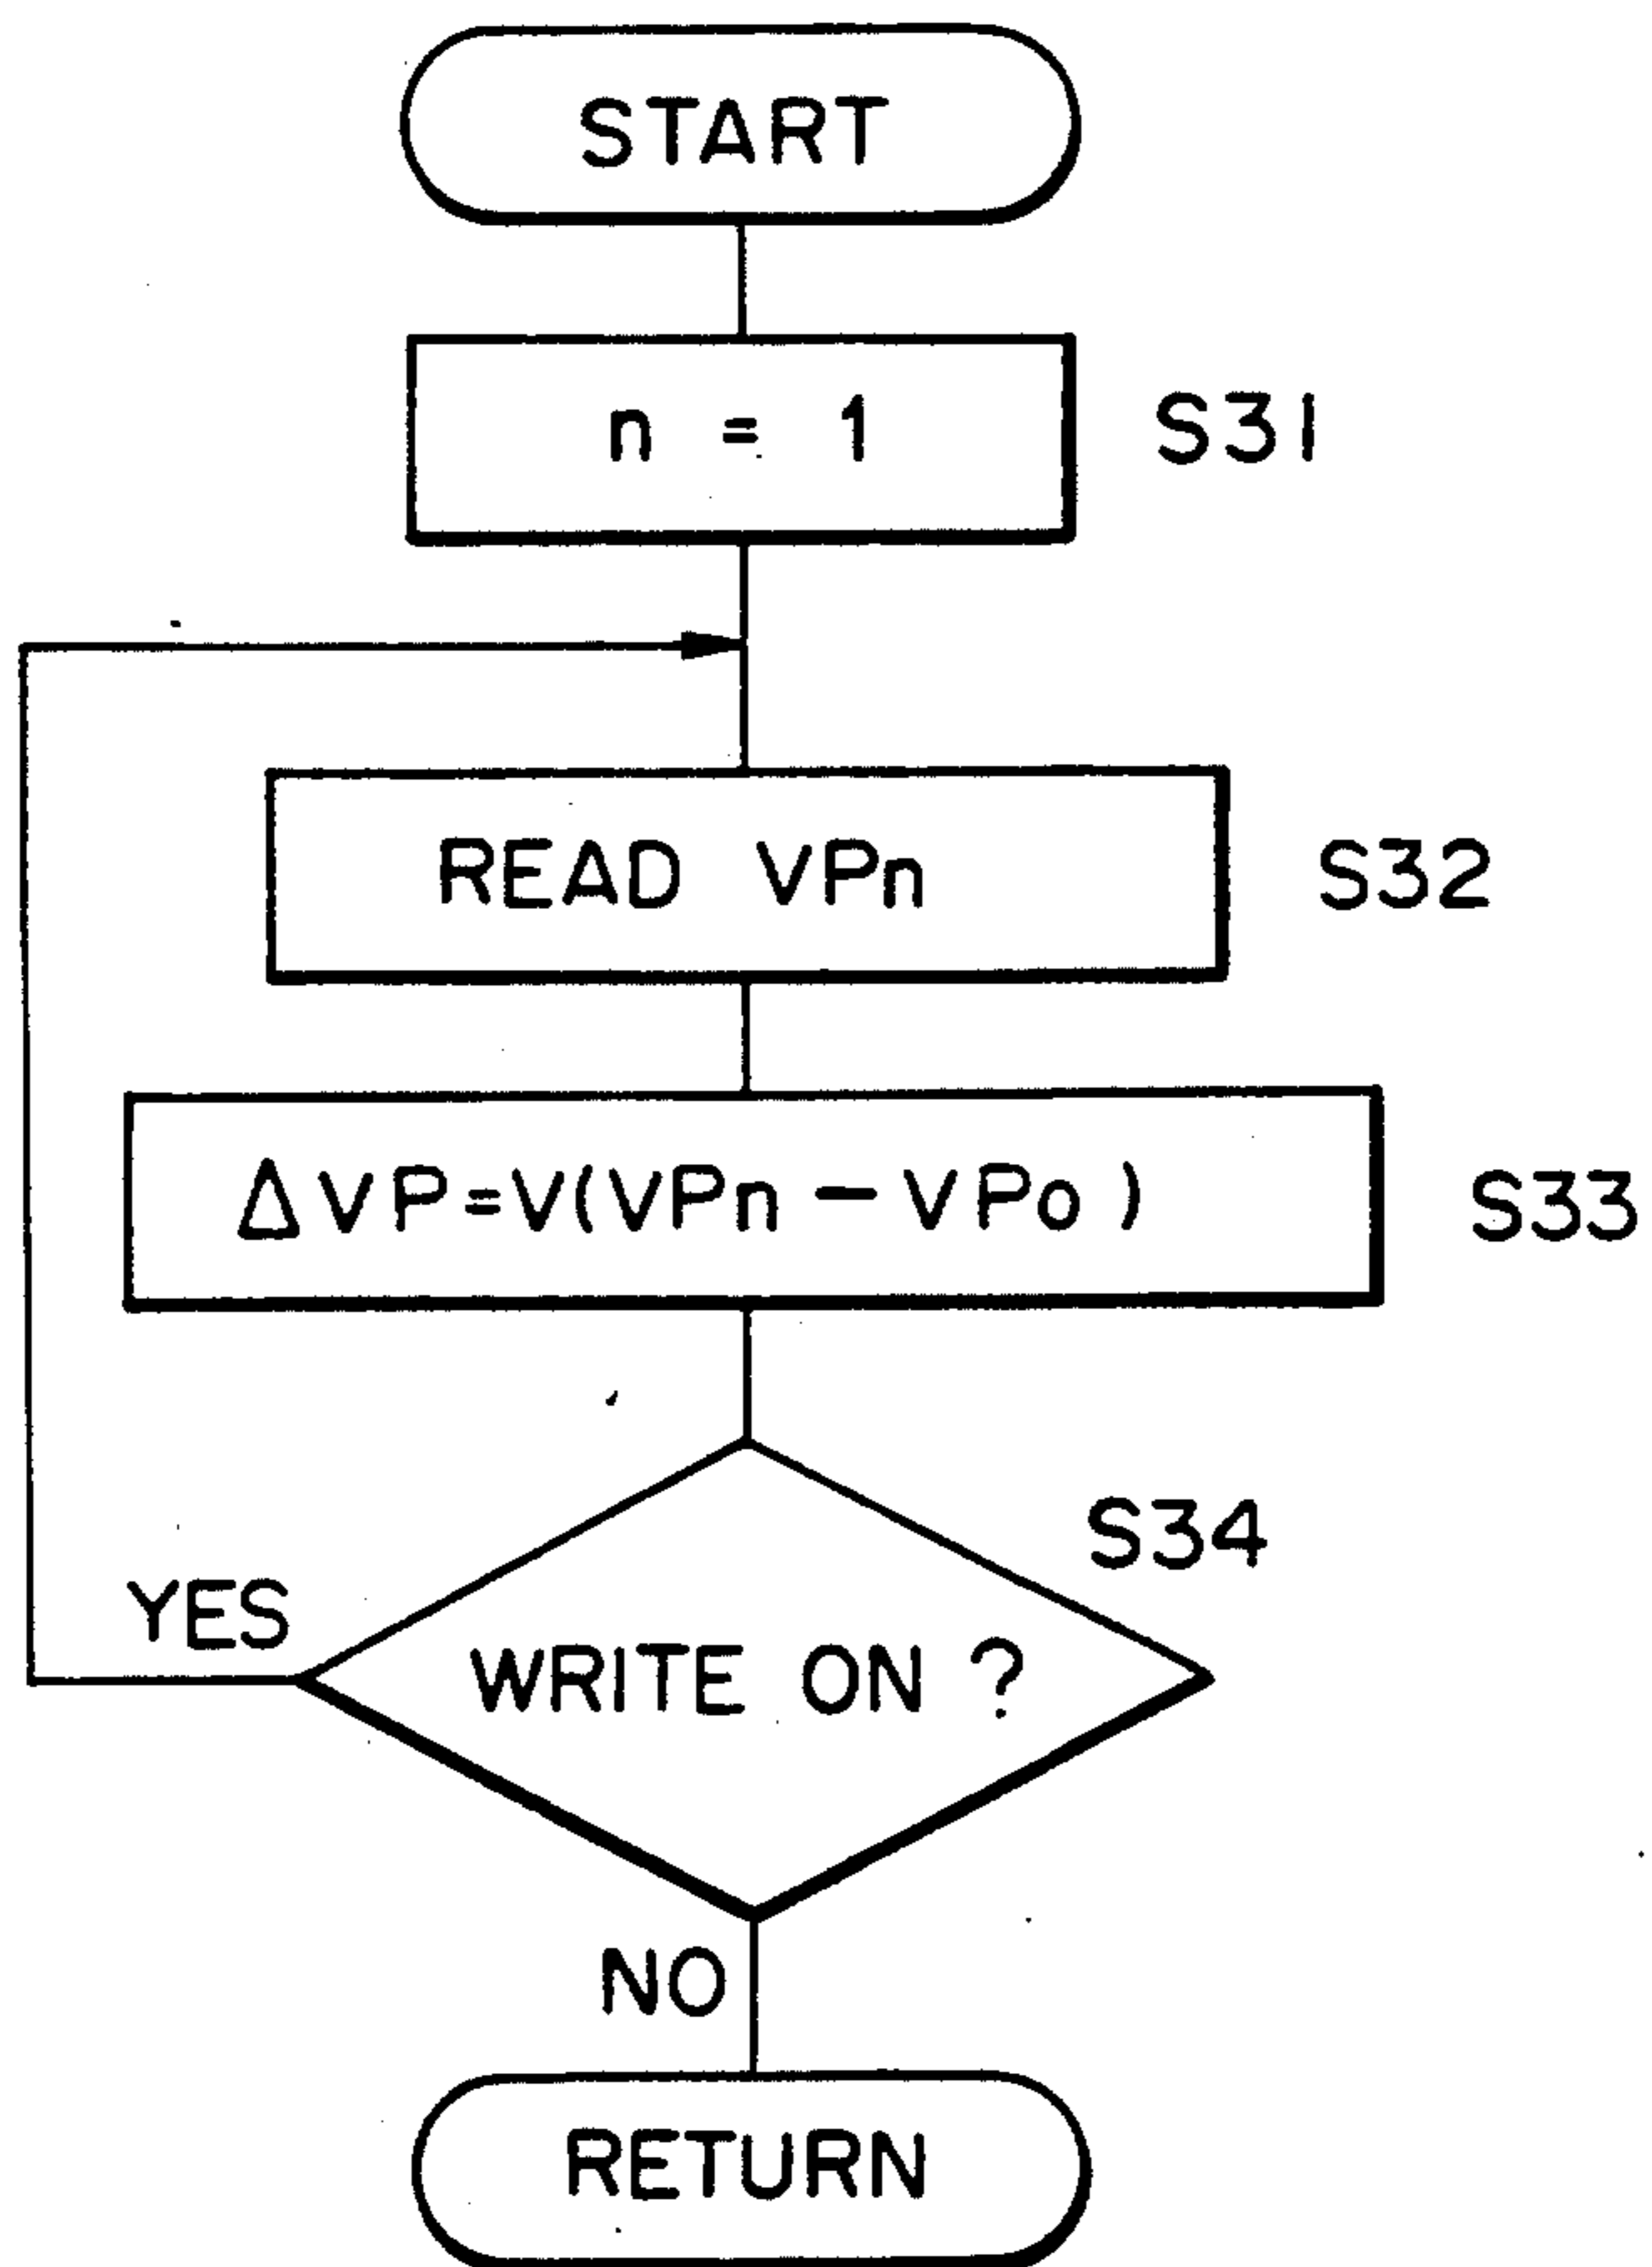 START
n = 1
S31
READ VPn
S32
ΔVP=V(VPn - VPo)
S33
S34
YES
WRITE ON ?
NO
RETURN